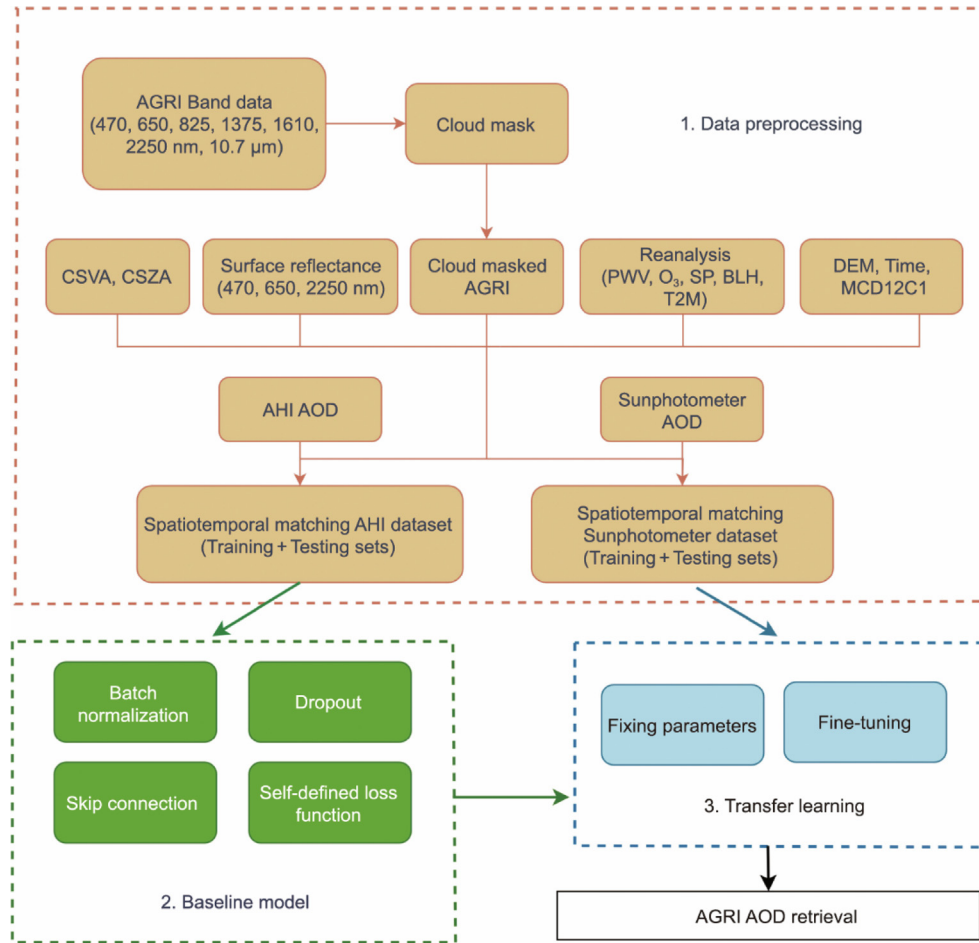 AGRI Band data
(470, 650, 825, 1375, 1610,
2250 nm, 10.7 μm)
Cloud mask
1. Data preprocessing
CSVA, CSZA
Surface reflectance
(470, 650, 2250 nm)
Cloud masked
AGRI
Reanalysis
(PWV, O₃, SP, BLH,
T2M)
DEM, Time,
MCD12C1
AHI AOD
Sunphotometer
AOD
Spatiotemporal matching AHI dataset
(Training + Testing sets)
Spatiotemporal matching
Sunphotometer dataset
(Training + Testing sets)
Batch
normalization
Dropout
Skip connection
Self-defined loss
function
2. Baseline model
Fixing parameters
Fine-tuning
3. Transfer learning
AGRI AOD retrieval